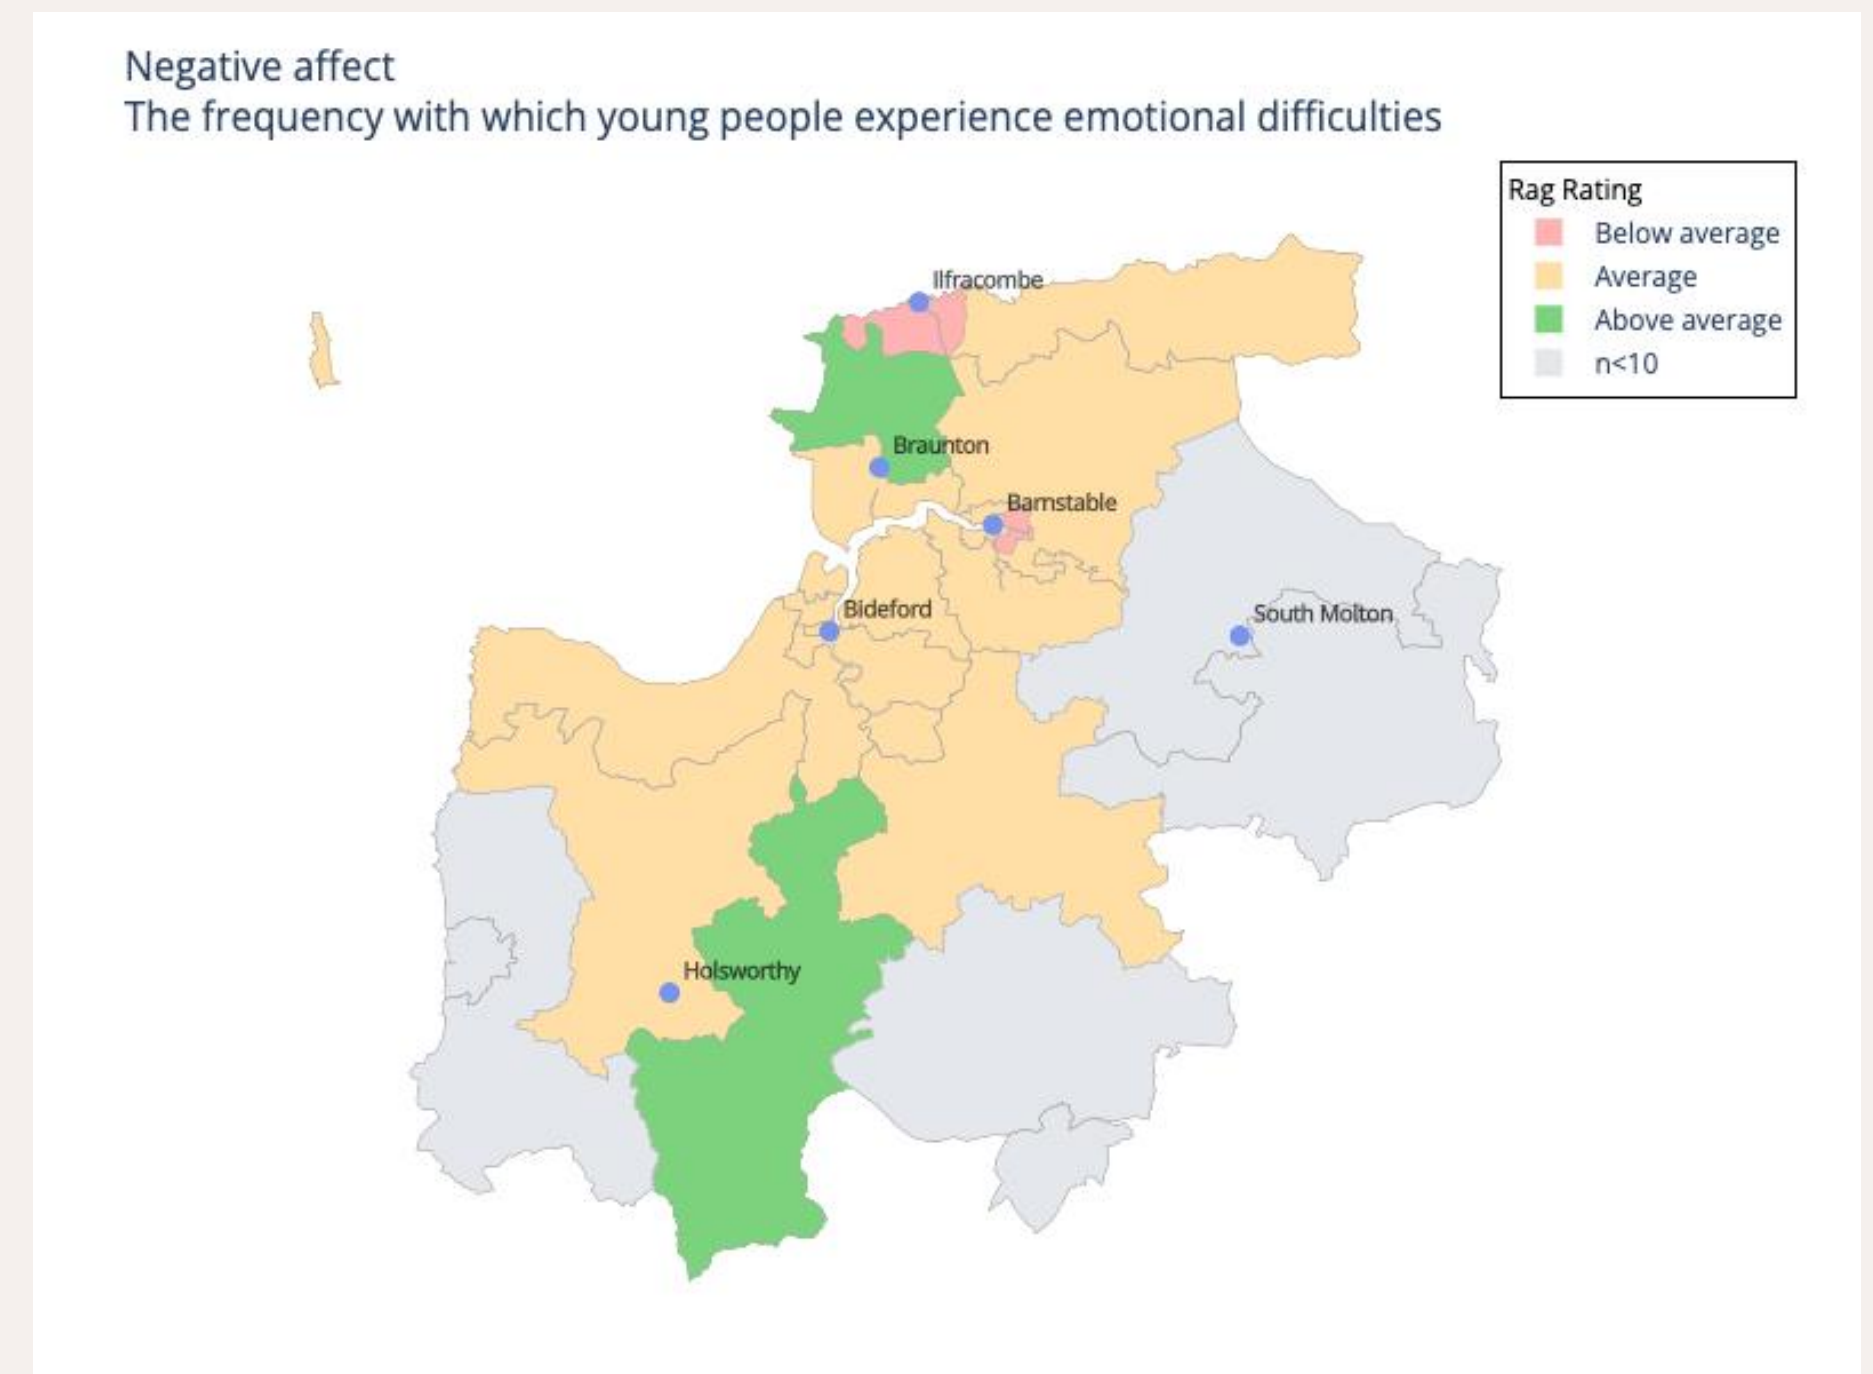 Negative affect
The frequency with which young people experience emotional difficulties
Rag Rating
Below average
Average
Above average
n<10
Ilfracombe
Braunton
Barnstable
Bideford
South Molton
Holsworthy